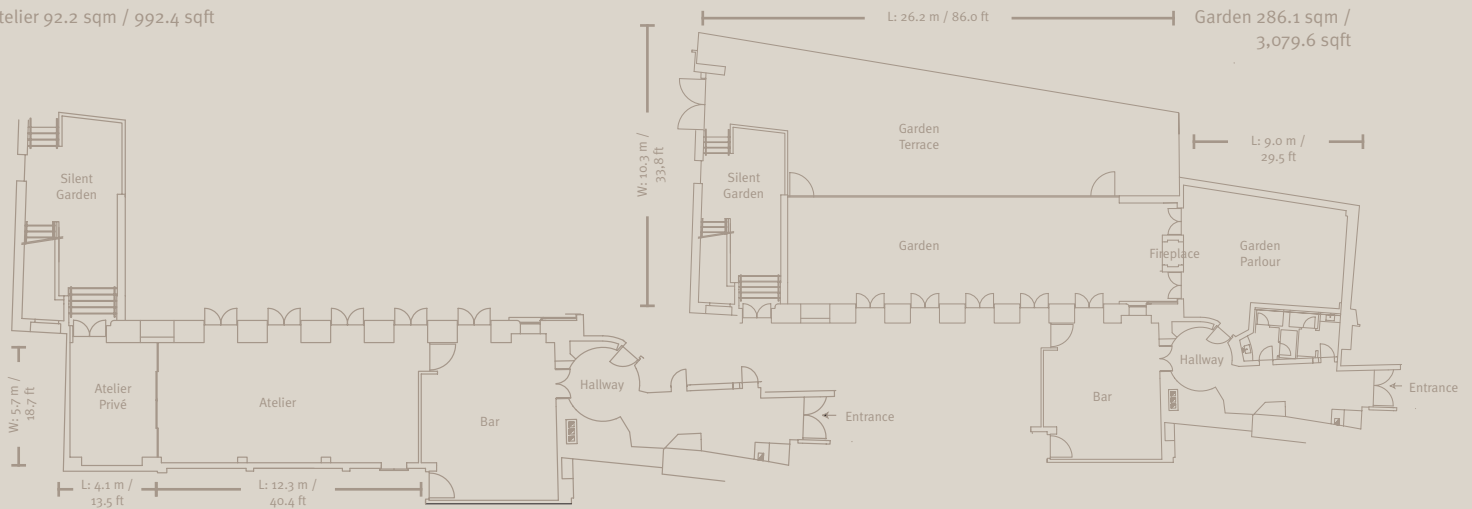 telier 92.2 sqm / 992.4 sqft
Silent
Garden
W: 5.7 m /
18.7 ft
Atelier
Privé
Atelier
Bar
Hallway
Entrance
L: 4.1 m /
13.5 ft
L: 12.3 m /
40.4 ft
L: 26.2 m / 86.0 ft
Garden 286.1 sqm /
3,079.6 sqft
W: 10.3 m /
33,8 ft
Garden
Terrace
L: 9.0 m /
29.5 ft
Silent
Garden
Garden
Fireplace
Garden
Parlour
Hallway
Bar
Entrance